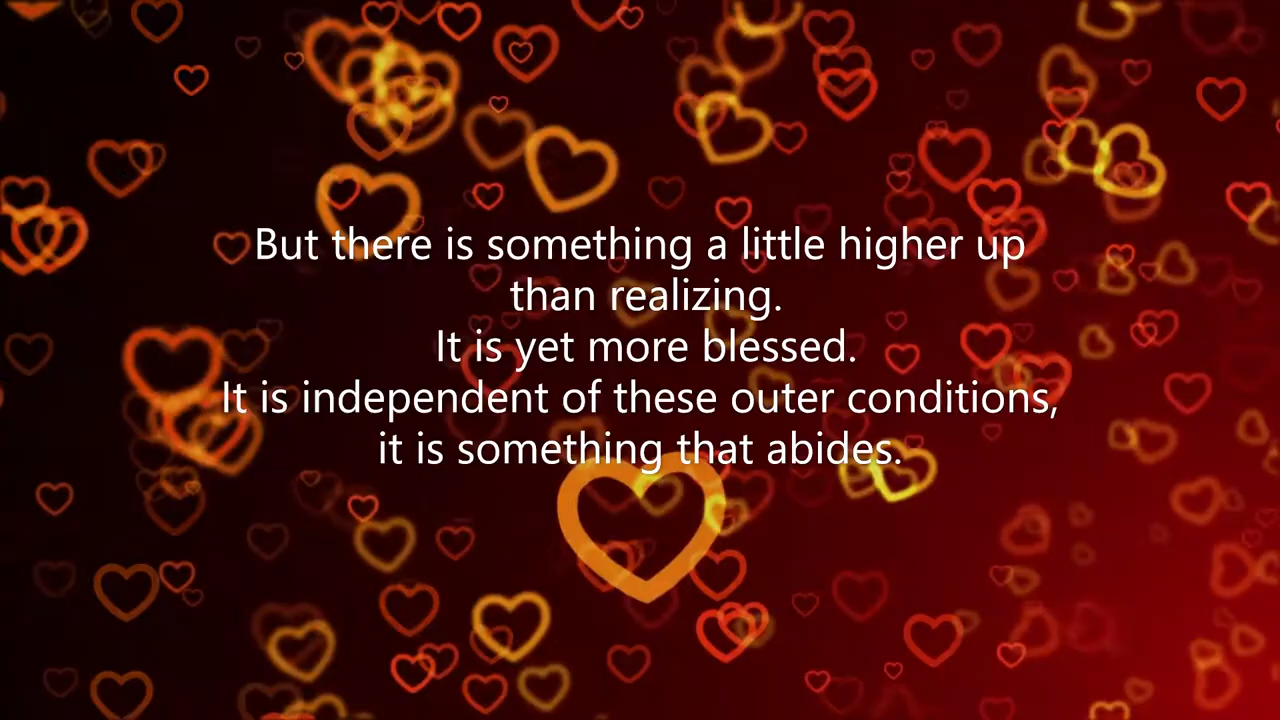 But there is something a little higher up
than realizing.
It is yet more blessed.
It is independent of these outer conditions,
it is something that abides.